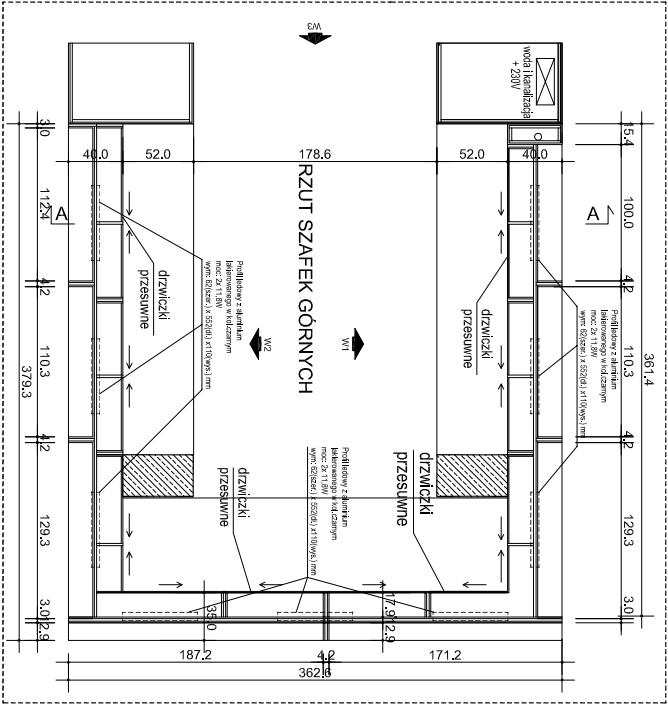 W3
woda i kanalizacja
+ 230V
3.0
15.4
40.0
52.0
178.6
52.0
40.0
112.4
A
A
100.0
RZUT SZAFEK GÓRNYCH
drzwiczki
przesuwne
Profil ledowy z aluminium
lakierowanego w kol.czarnym
moc: 2x 11,8W
wym: 62(szer.) x 552(dł.) x110(wys.) mm
drzwiczki
przesuwne
Profil ledowy z aluminium
lakierowanego w kol.czarnym
moc: 2x 11,8W
wym: 62(szer.) x 552(dł.) x110(wys.) mm
4.2
4.2
W2
W1
110.3
110.3
379.3
361.4
4.2
4.2
drzwiczki
przesuwne
Profil ledowy z aluminium
lakierowanego w kol.czarnym
moc: 2x 11,8W
wym: 62(szer.) x 552(dł.) x110(wys.) mm
drzwiczki
przesuwne
129.3
129.3
3.0
12.9
35.0
17.9
12.9
3.0
187.2
4.2
171.2
362.6